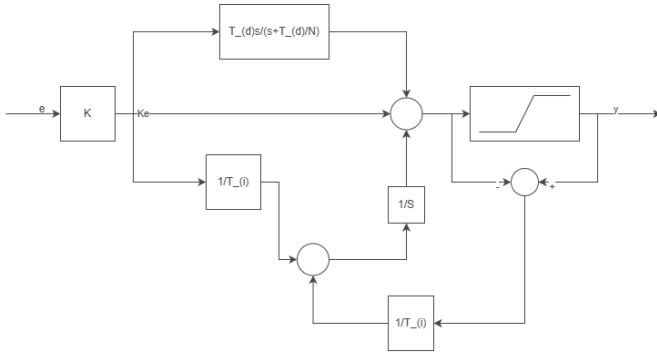 T_(d)s/(s+T_(d)/N)
e
K
Ke
y
1/T_(i)
1/S
-
+
1/T_(i)